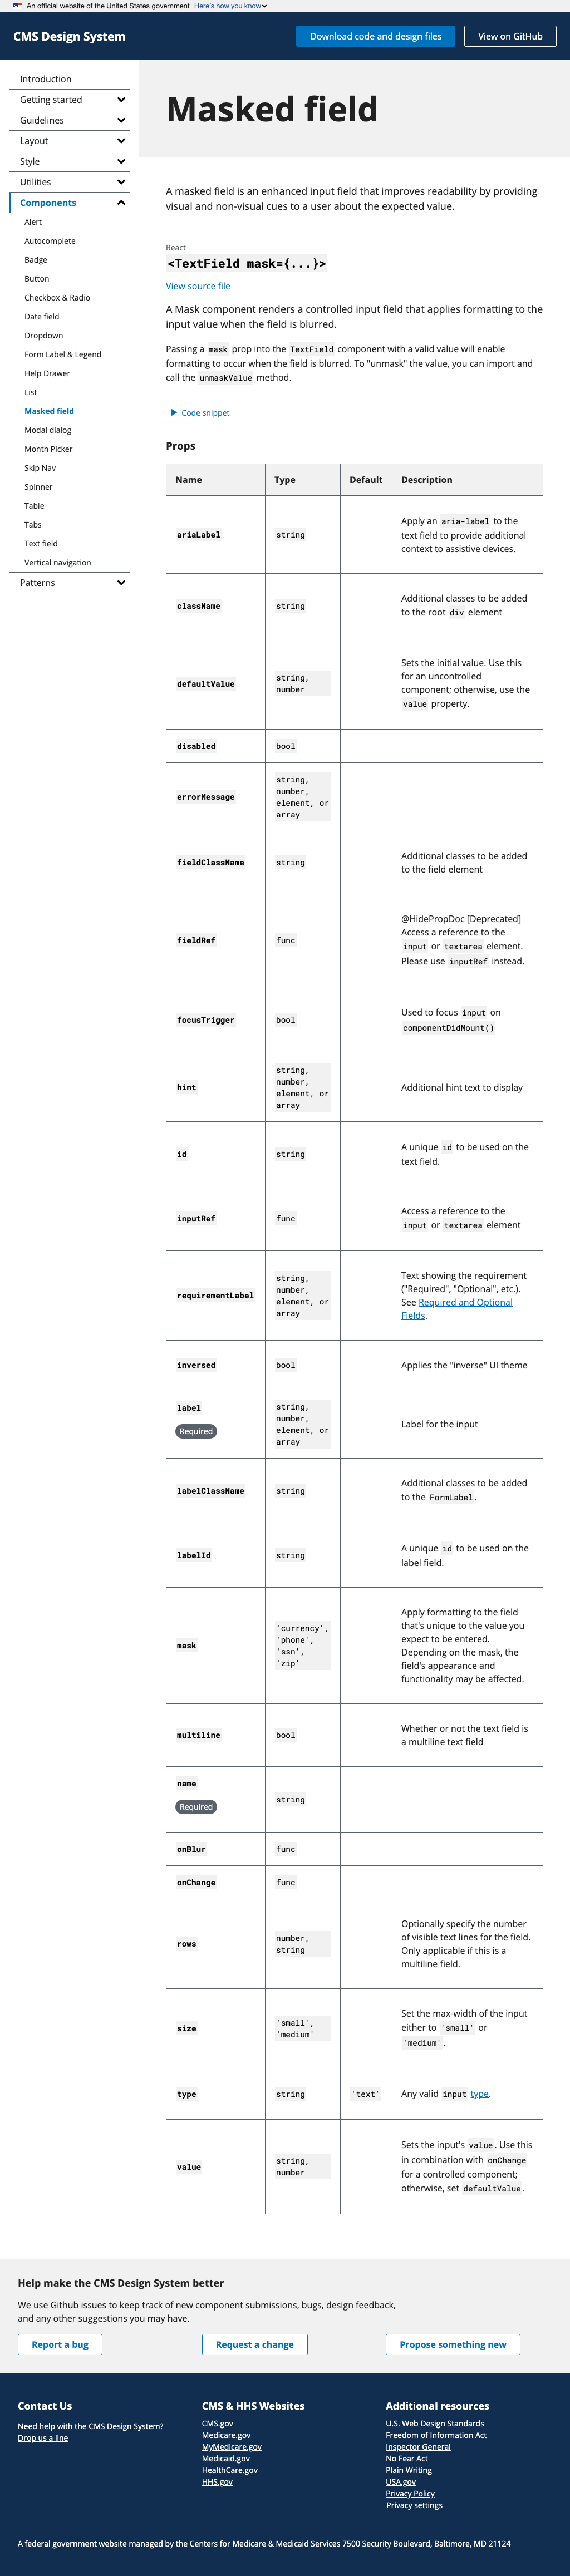 An official website of the United States government Here's how you know
CMS Design System
Download code and design files
View on GitHub
Introduction
Getting started
Guidelines
Layout
Style
Utilities
Components
Alert
Autocomplete
Badge
Button
Checkbox & Radio
Date field
Dropdown
Form Label & Legend
Help Drawer
List
Masked field
Modal dialog
Month Picker
Skip Nav
Spinner
Table
Tabs
Text field
Vertical navigation
Patterns
Masked field
A masked field is an enhanced input field that improves readability by providing
visual and non-visual cues to a user about the expected value.
React
<TextField mask={...}>
View source file
A Mask component renders a controlled input field that applies formatting to the
input value when the field is blurred.
Passing a mask prop into the TextField component with a valid value will enable
formatting to occur when the field is blurred. To "unmask" the value, you can import and
call the unmaskValue method.
Code snippet
Props
Name Type Default Description
ariaLabel
string
Apply an aria-label to the
text field to provide additional
context to assistive devices.
className
string
Additional classes to be added
to the root div element
defaultValue
string,
number
Sets the initial value. Use this
for an uncontrolled
component; otherwise, use the
value property.
disabled
bool
errorMessage
string,
number,
element, or
array
fieldClassName
string
Additional classes to be added
to the field element
fieldRef
func
@HidePropDoc [Deprecated]
Access a reference to the
input or textarea element.
Please use inputRef instead.
focusTrigger
bool
Used to focus input on
componentDidMount()
hint
string,
number,
element, or
array
Additional hint text to display
id
string
A unique id to be used on the
text field.
inputRef
func
Access a reference to the
input or textarea element
requirementLabel
string,
number,
element, or
array
Text showing the requirement
("Required", "Optional", etc.).
See Required and Optional
Fields.
inversed
bool
Applies the "inverse" UI theme
label
Required
string,
number,
element, or
array
Label for the input
labelClassName
string
Additional classes to be added
to the FormLabel.
labelId
string
A unique id to be used on the
label field.
mask
'currency',
'phone',
'ssn',
'zip'
Apply formatting to the field
that's unique to the value you
expect to be entered.
Depending on the mask, the
field's appearance and
functionality may be affected.
multiline
bool
Whether or not the text field is
a multiline text field
name
Required
string
onBlur
func
onChange
func
rows
number,
string
Optionally specify the number
of visible text lines for the field.
Only applicable if this is a
multiline field.
size
'small',
'medium'
Set the max-width of the input
either to 'small' or
'medium'.
type
string
'text'
Any valid input type.
value
string,
number
Sets the input's value. Use this
in combination with onChange
for a controlled component;
otherwise, set defaultValue.
Help make the CMS Design System better
We use Github issues to keep track of new component submissions, bugs, design feedback,
and any other suggestions you may have.
Report a bug
Request a change
Propose something new
Contact Us
Need help with the CMS Design System?
Drop us a line
CMS & HHS Websites
CMS.gov
Medicare.gov
MyMedicare.gov
Medicaid.gov
HealthCare.gov
HHS.gov
Additional resources
U.S. Web Design Standards
Freedom of Information Act
Inspector General
No Fear Act
Plain Writing
USA.gov
Privacy Policy
Privacy settings
A federal government website managed by the Centers for Medicare & Medicaid Services 7500 Security Boulevard, Baltimore, MD 21124